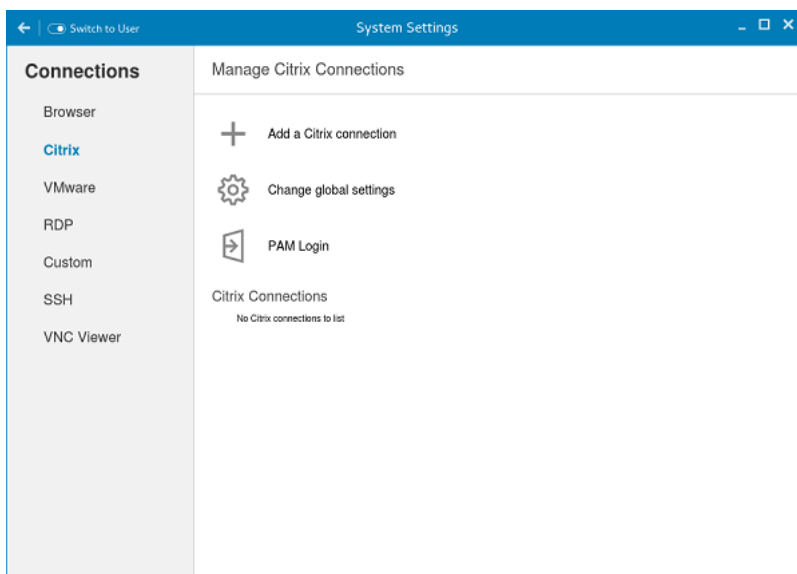 Switch to User
System Settings
Connections
Browser
Citrix
VMware
RDP
Custom
SSH
VNC Viewer
Manage Citrix Connections
Add a Citrix connection
Change global settings
PAM Login
Citrix Connections
No Citrix connections to list